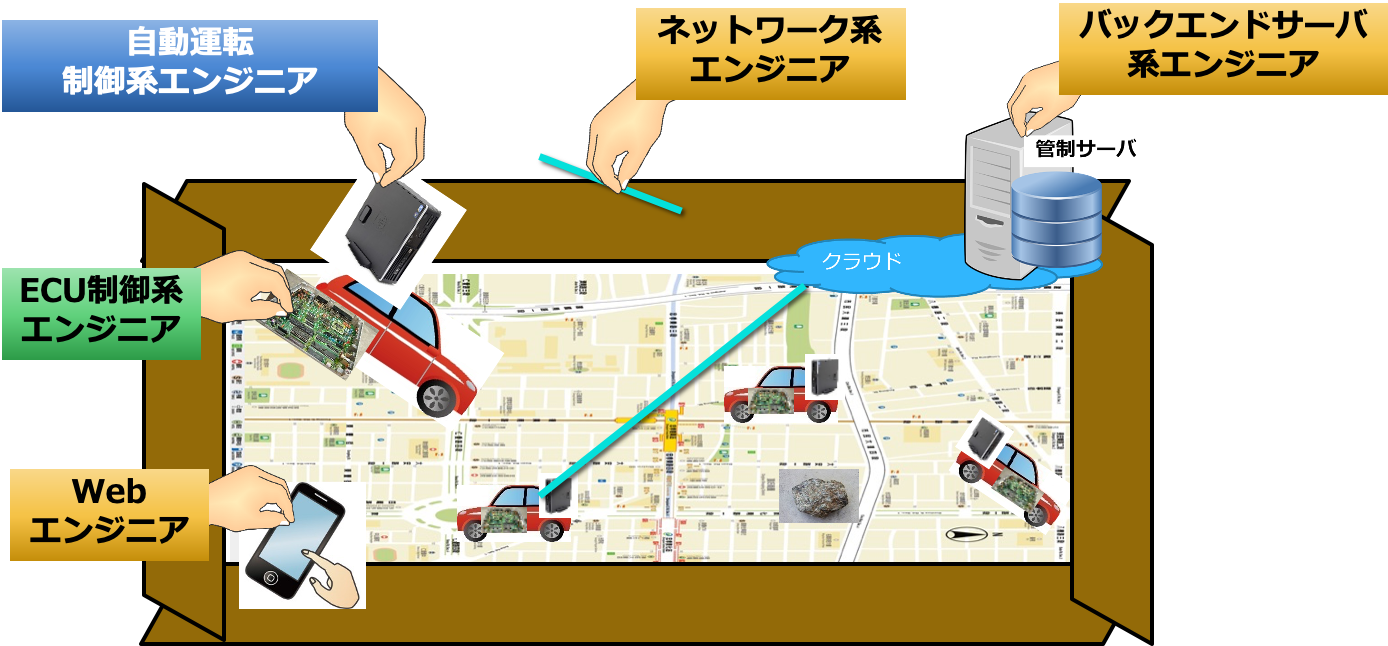 自動運転
制御系エンジニア
ネットワーク系
エンジニア
バックエンドサーバ
系エンジニア
管制サーバ
クラウド
ECU制御系
エンジニア
Web
エンジニア